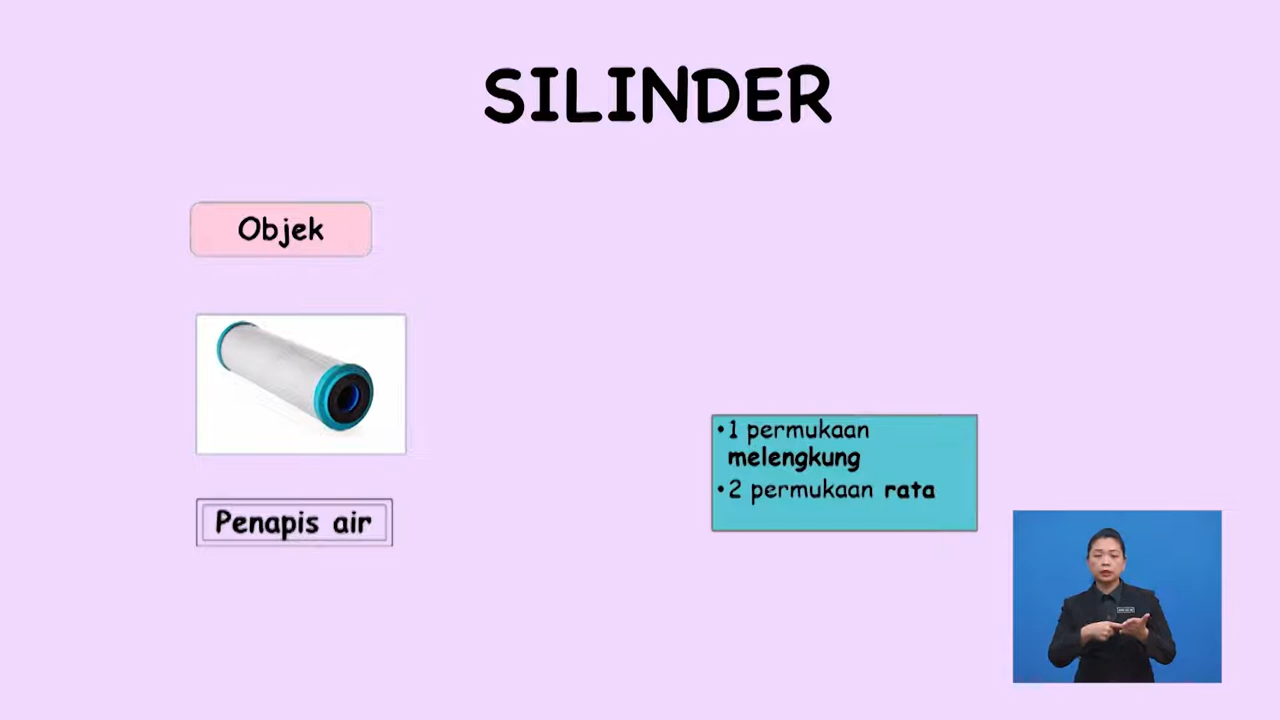 SILINDER
Objek
Penapis air
•1 permukaan
melengkung
•2 permukaan rata